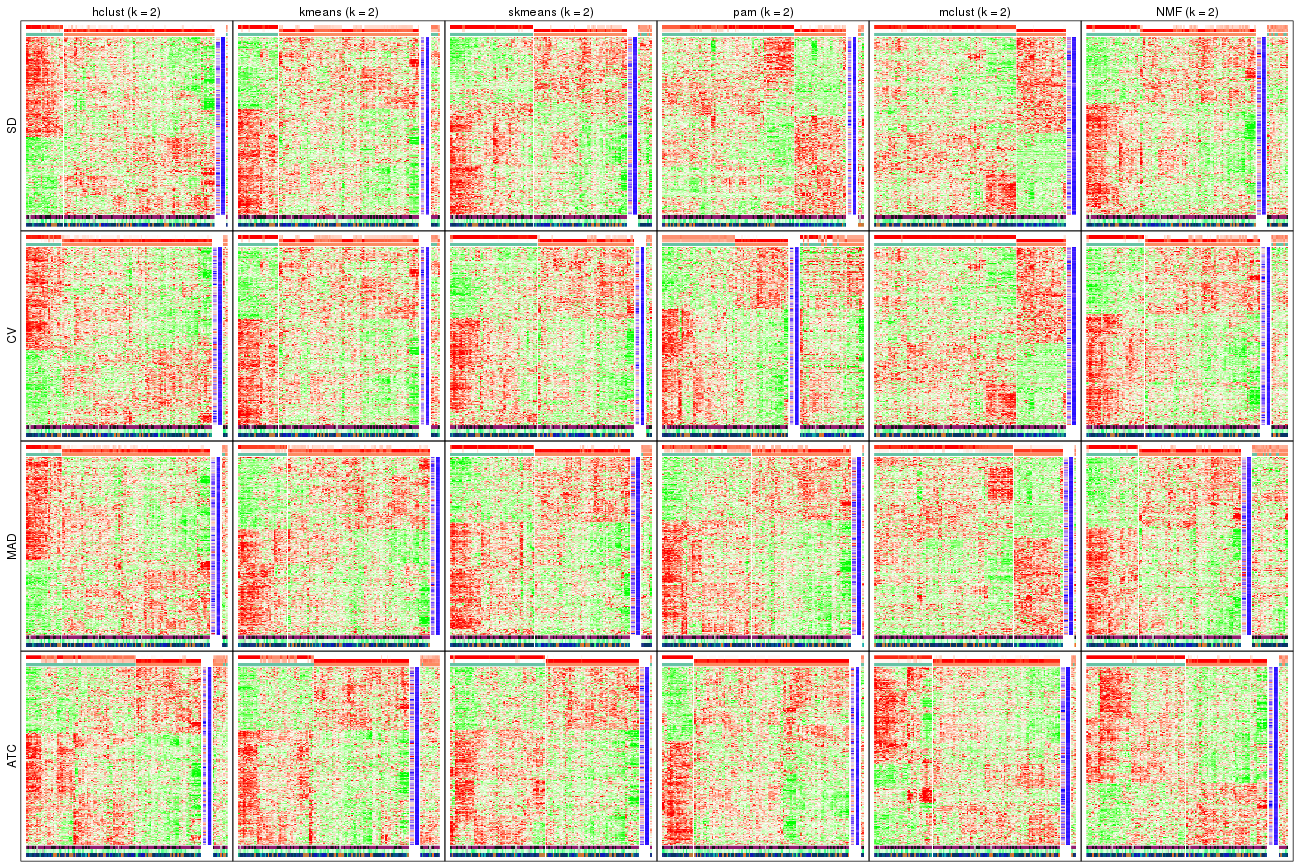 hclust (k = 2) kmeans (k = 2) skmeans (k = 2) pam (k = 2) mclust (k = 2) NMF (k = 2)
SD
CV
MAD
ATC